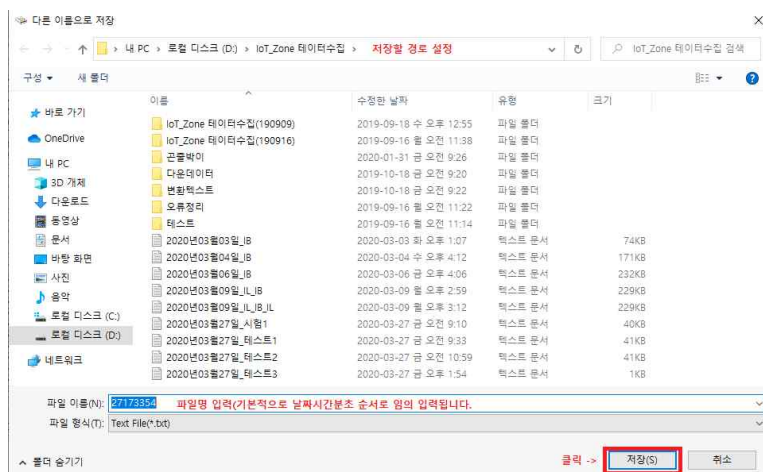 다른 이름으로 저장
내 PC > 로컬 디스크 (D:) > IoT_Zone 테이터수집 > 저장할 경로 설정
IoT_Zone 테이터수집 검색
구성 새 폴더
이름 수정한 날짜 유형 크기
바로 가기
OneDrive
내 PC
3D 개체
다운로드
동영상
문서
바탕 화면
사진
음악
로컬 디스크 (C:)
로컬 디스크 (D:)
네트워크
IoT_Zone 테이터수집(190909) 2019-09-18 수 오후 12:55 파일 폴더
IoT_Zone 테이터수집(190916) 2019-09-16 월 오전 11:38 파일 폴더
곤줄박이 2020-01-31 금 오전 9:26 파일 폴더
다운데이터 2019-10-18 금 오전 9:20 파일 폴더
변환텍스트 2019-10-18 금 오전 9:22 파일 폴더
오류정리 2019-09-16 월 오전 11:22 파일 폴더
테스트 2019-09-16 월 오전 11:14 파일 폴더
2020년03월03일_IB 2020-03-03 화 오후 1:07 텍스트 문서 74KB
2020년03월04일_IB 2020-03-04 수 오후 4:12 텍스트 문서 171KB
2020년03월06일_IB 2020-03-06 금 오후 4:06 텍스트 문서 232KB
2020년03월09일_IL_IB 2020-03-09 월 오후 2:59 텍스트 문서 229KB
2020년03월09일_IL_IB_IL 2020-03-09 월 오후 3:12 텍스트 문서 229KB
2020년03월27일_시험1 2020-03-27 금 오전 9:10 텍스트 문서 40KB
2020년03월27일_테스트1 2020-03-27 금 오전 9:33 텍스트 문서 41KB
2020년03월27일_테스트2 2020-03-27 금 오전 10:59 텍스트 문서 41KB
2020년03월27일_테스트3 2020-03-27 금 오후 1:54 텍스트 문서 1KB
파일 이름(N): 27173354 파일명 입력(기본적으로 날짜시간분초 순서로 임의 입력됩니다.
파일 형식(T): Text File(*.txt)
폴더 숨기기 클릭 -> 저장(S) 취소